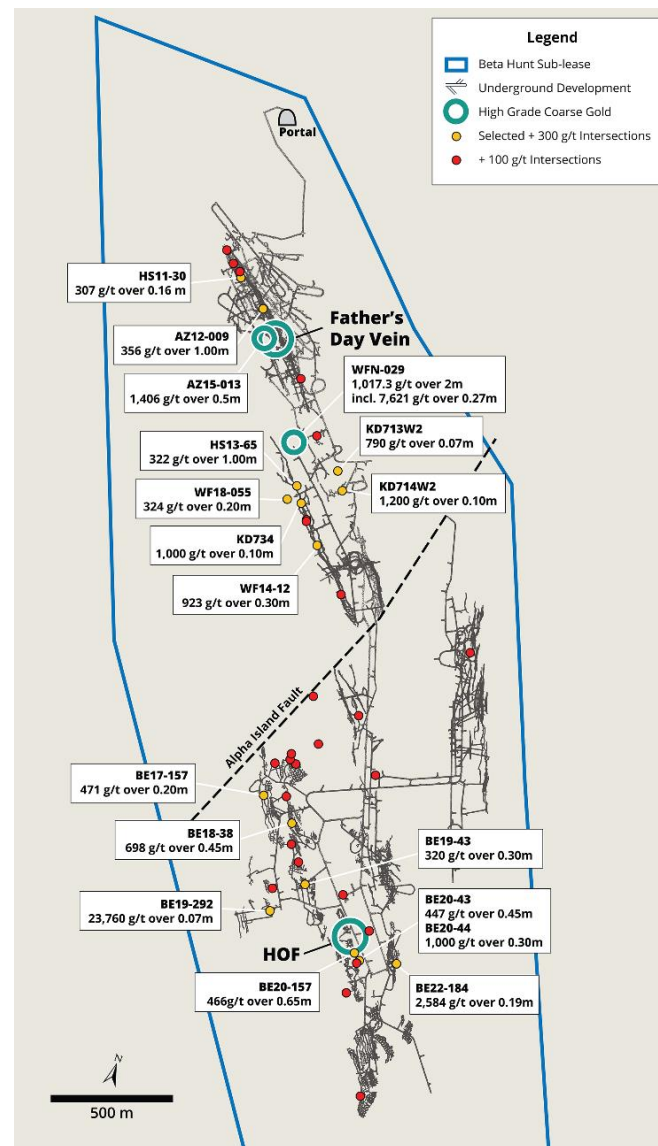 Legend
Beta Hunt Sub-lease
Underground Development
High Grade Coarse Gold
Selected + 300 g/t Intersections
+ 100 g/t Intersections
Portal
HS11-30
307 g/t over 0.16 m
AZ12-009
356 g/t over 1.00m
AZ15-013
1,406 g/t over 0.5m
Father's
Day Vein
WFN-029
1,017.3 g/t over 2m
incl. 7,621 g/t over 0.27m
KD713W2
790 g/t over 0.07m
HS13-65
322 g/t over 1.00m
KD714W2
1,200 g/t over 0.10m
WF18-055
324 g/t over 0.20m
KD734
1,000 g/t over 0.10m
WF14-12
923 g/t over 0.30m
Alpha Island Fault
BE17-157
471 g/t over 0.20m
BE18-38
698 g/t over 0.45m
BE19-43
320 g/t over 0.30m
BE19-292
23,760 g/t over 0.07m
BE20-43
447 g/t over 0.45m
BE20-44
1,000 g/t over 0.30m
HOF
BE20-157
466g/t over 0.65m
BE22-184
2,584 g/t over 0.19m
N
500 m